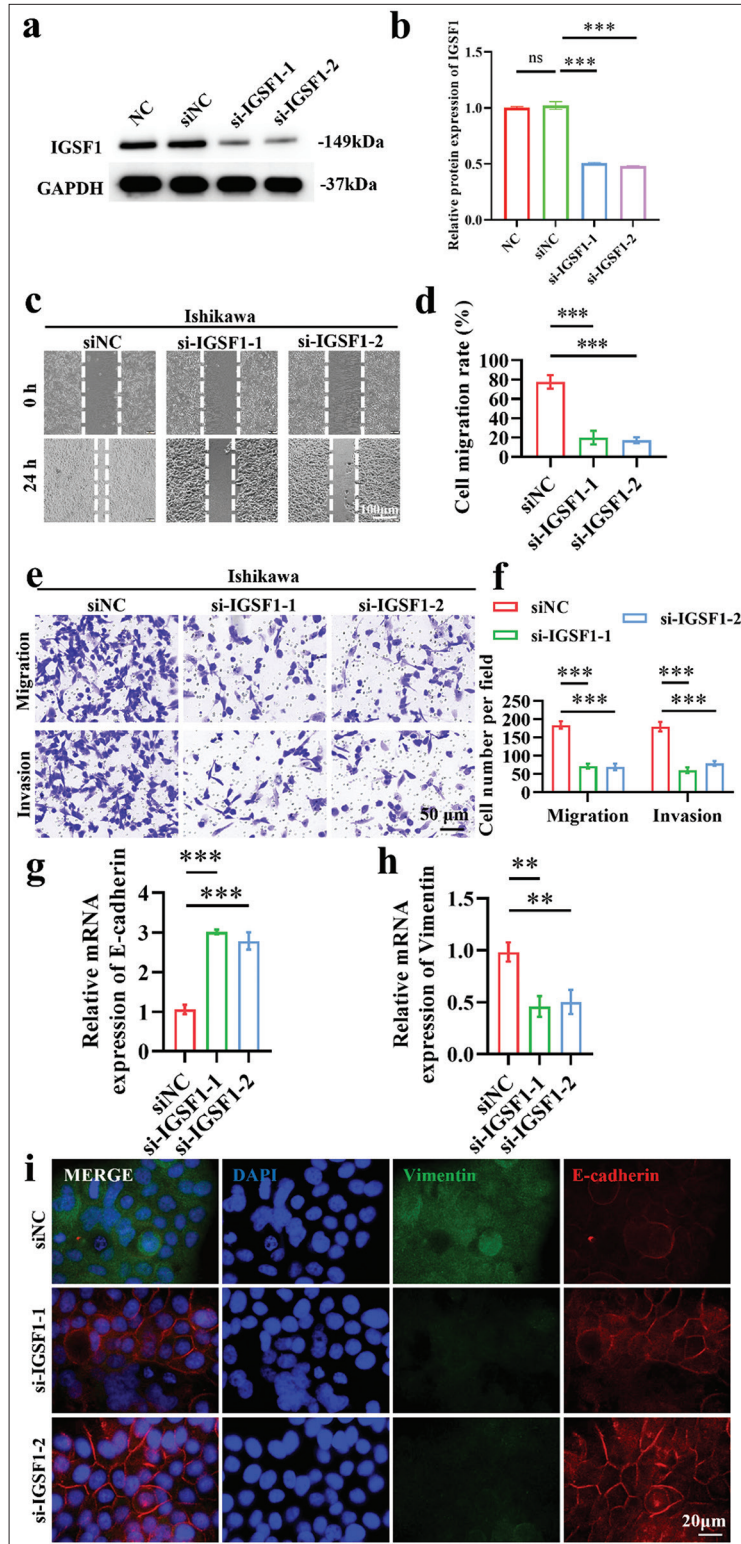 a
NC
siNC
si-IGSF1-1
si-IGSF1-2
IGSF1
-149kDa
GAPDH
-37kDa
b
Relative protein expression of IGSF1
1.5
1.0
0.5
0.0
ns
***
***
NC
siNC
si-IGSF1-1
si-IGSF1-2
c
Ishikawa
siNC si-IGSF1-1 si-IGSF1-2
0 h
24 h
100μm
d
Cell migration rate (%)
100
80
60
40
20
0
***
***
siNC
si-IGSF1-1
si-IGSF1-2
e
Ishikawa
siNC si-IGSF1-1 si-IGSF1-2
Migration
Invasion
50 μm
f
siNC
si-IGSF1-1
si-IGSF1-2
Cell number per field
250
200
150
100
50
0
***
***
***
***
Migration Invasion
g
Relative mRNA
expression of E-cadherin
4
3
2
1
0
***
***
siNC
si-IGSF1-1
si-IGSF1-2
h
Relative mRNA
expression of Vimentin
1.5
1.0
0.5
0.0
**
**
siNC
si-IGSF1-1
si-IGSF1-2
i
MERGE DAPI Vimentin E-cadherin
siNC
si-IGSF1-1
si-IGSF1-2
20μm